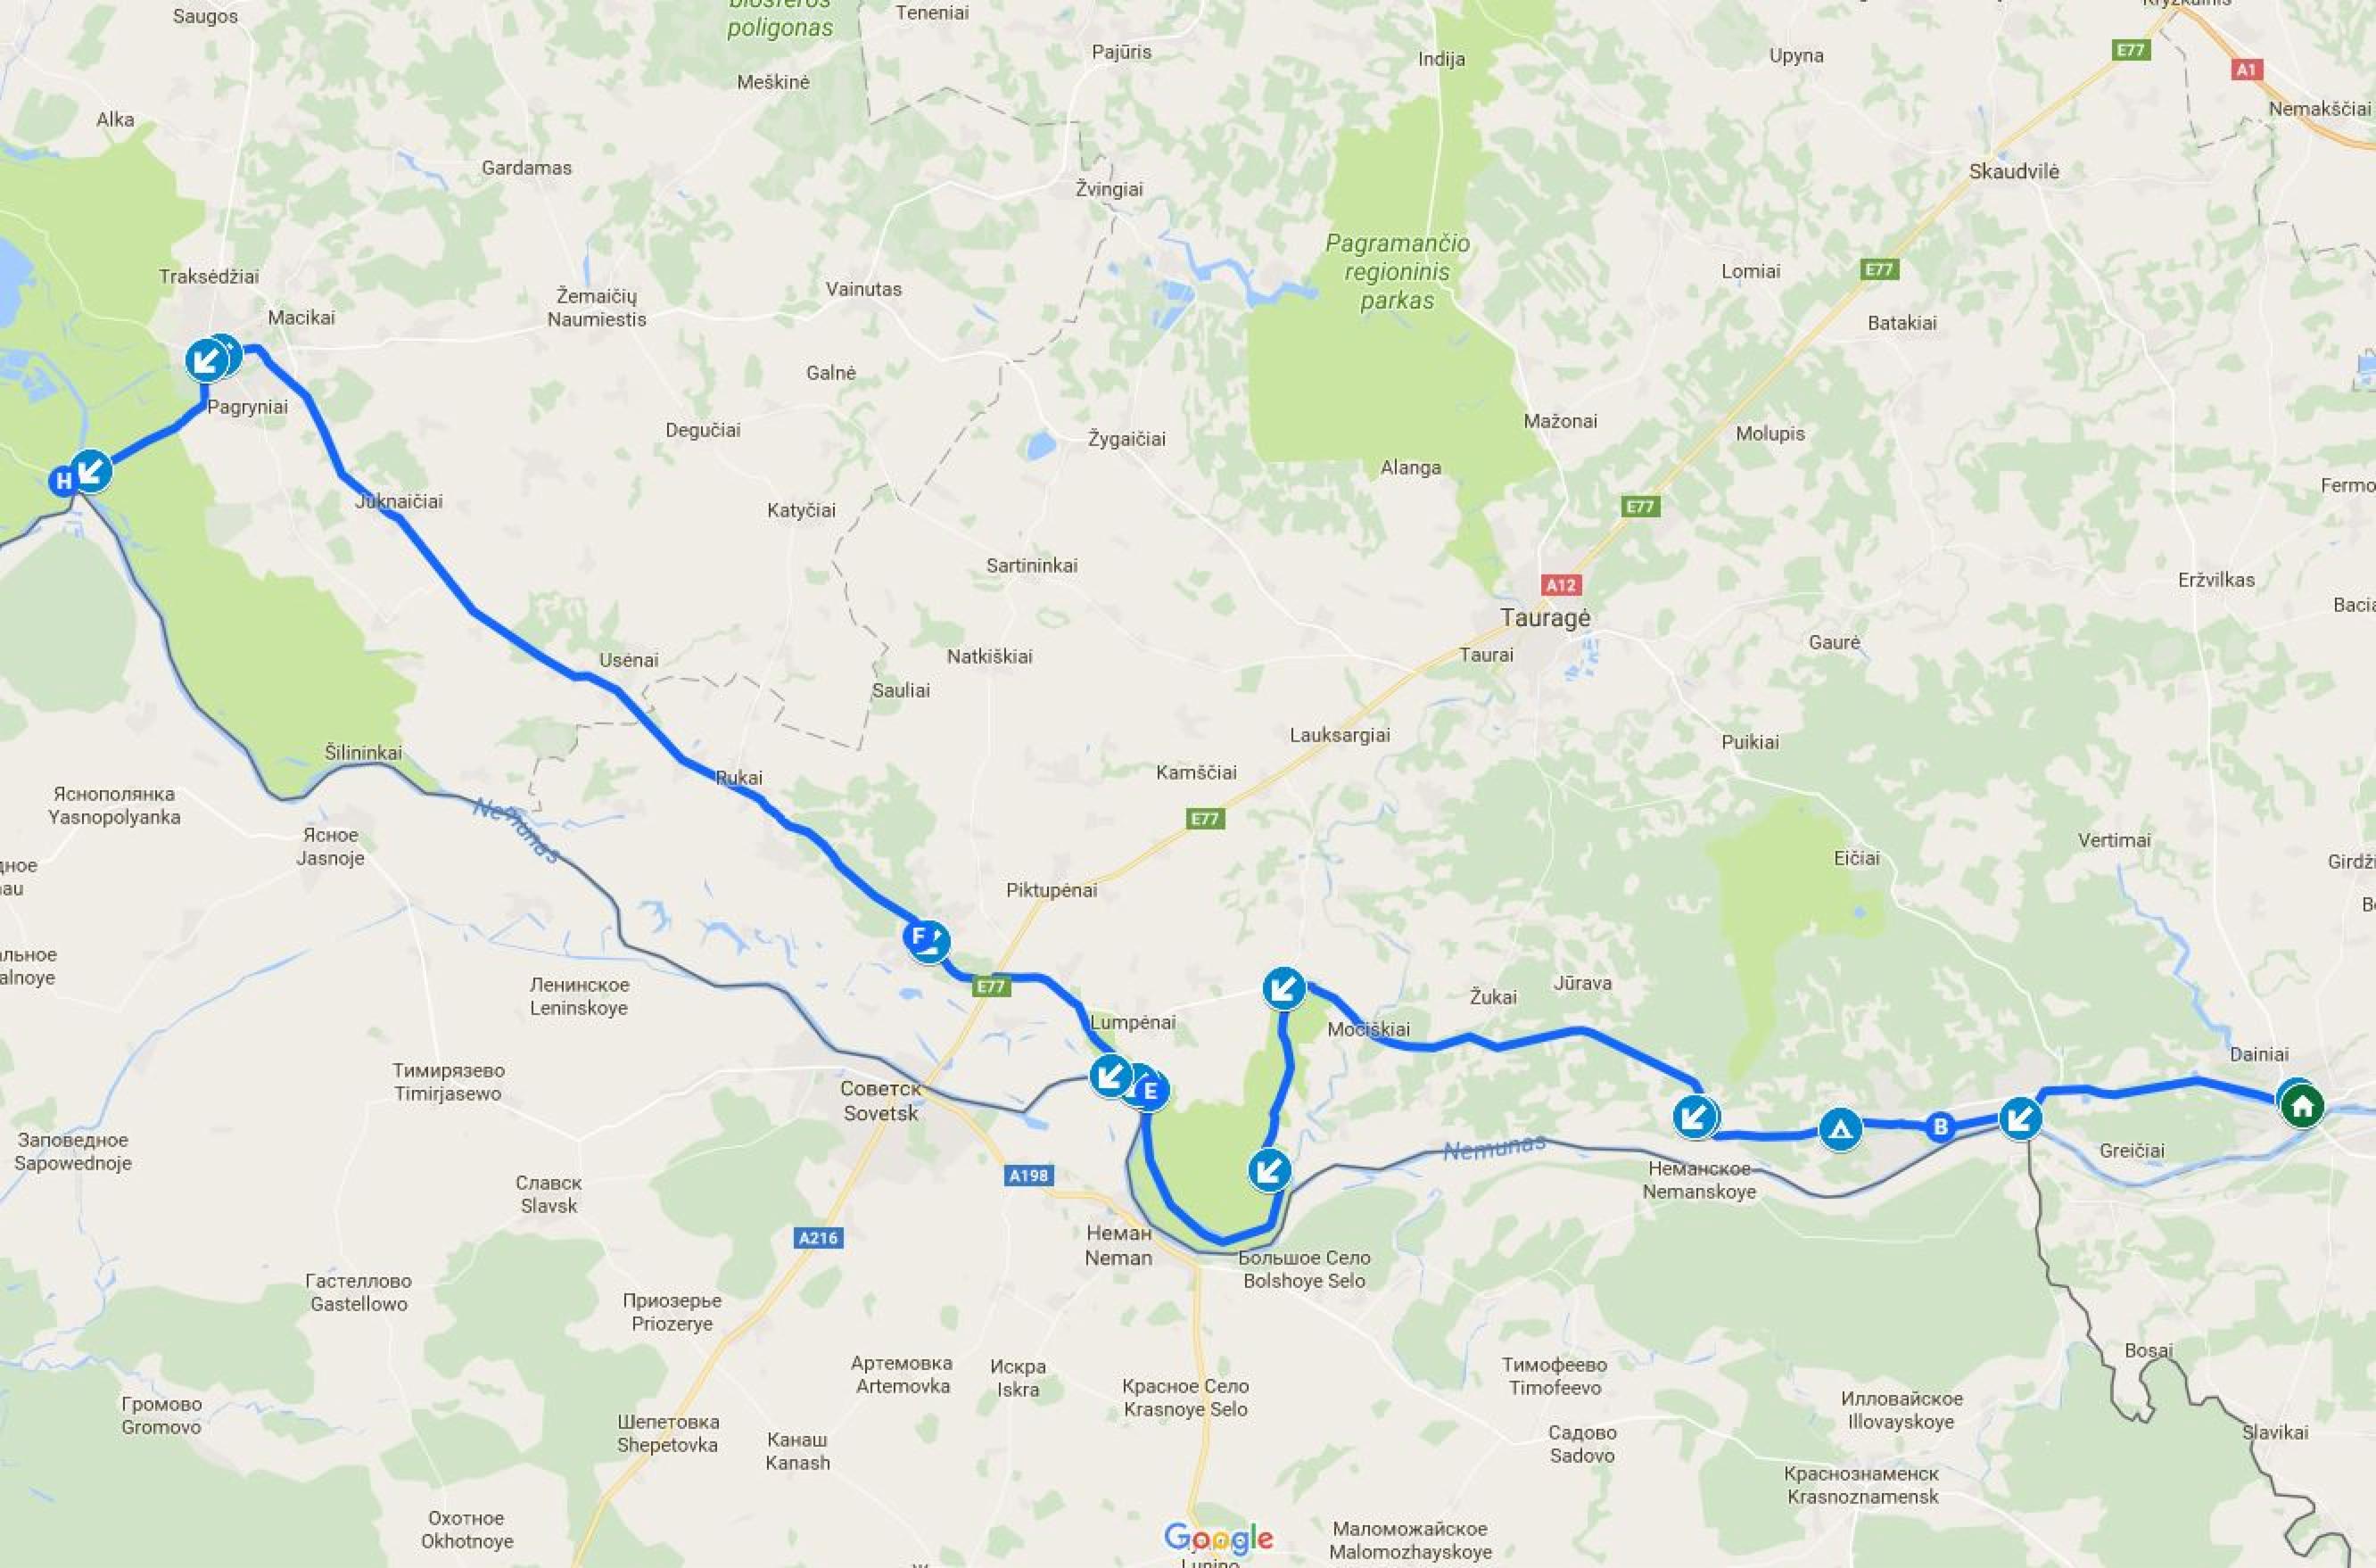 Saugos
biosferos
poligonas
Teneniai
Kryžkalnis
Pajūris
Indija
Upyna
E77
A1
Meškinė
Nemakščiai
Alka
Gardamas
Žvingiai
Skaudvilė
Pagramančio
regioninis
parkas
Traksėdžiai
Lomiai
E77
Žemaičių
Naumiestis
Vainutas
Macikai
Batakiai
Galnė
Pagryniai
Degučiai
Žygaičiai
Mažonai
Molupis
Alanga
H
Juknaičiai
Katyčiai
E77
Fermo
Sartininkai
A12
Eržvilkas
Tauragė
Bacia
Usėnai
Natkiškiai
Taurai
Gaurė
Sauliai
Lauksargiai
Puikiai
Šilininkai
Rukai
Kamščiai
Яснополянка
Yasnopolyanka
Nemunas
E77
Ясное
Jasnoje
Vertimai
Eičiai
Girdži
Piktupėnai
F
Ленинское
Leninskoye
E77
Žukai
Jūrava
Lumpėnai
Mociškiai
Dainiai
Тимирязево
Timirjasewo
Советск
Sovetsk
E
B
Заповедное
Sapowednoje
Nemunas
Greičiai
Неманское
Nemanskoye
A198
Славск
Slavsk
A216
Неман
Neman
Большое Село
Bolshoye Selo
Гастеллово
Gastellowo
Приозерье
Priozerye
Bosai
Артемовка
Artemovka
Искра
Iskra
Тимофеево
Timofeevo
Красное Село
Krasnoye Selo
Илловайское
Illovayskoye
Громово
Gromovo
Шепетовка
Shepetovka
Канаш
Kanash
Садово
Sadovo
Slavikai
Краснознаменск
Krasnoznamensk
Охотное
Okhotnoye
Google
Маломожайское
Malomozhayskoye